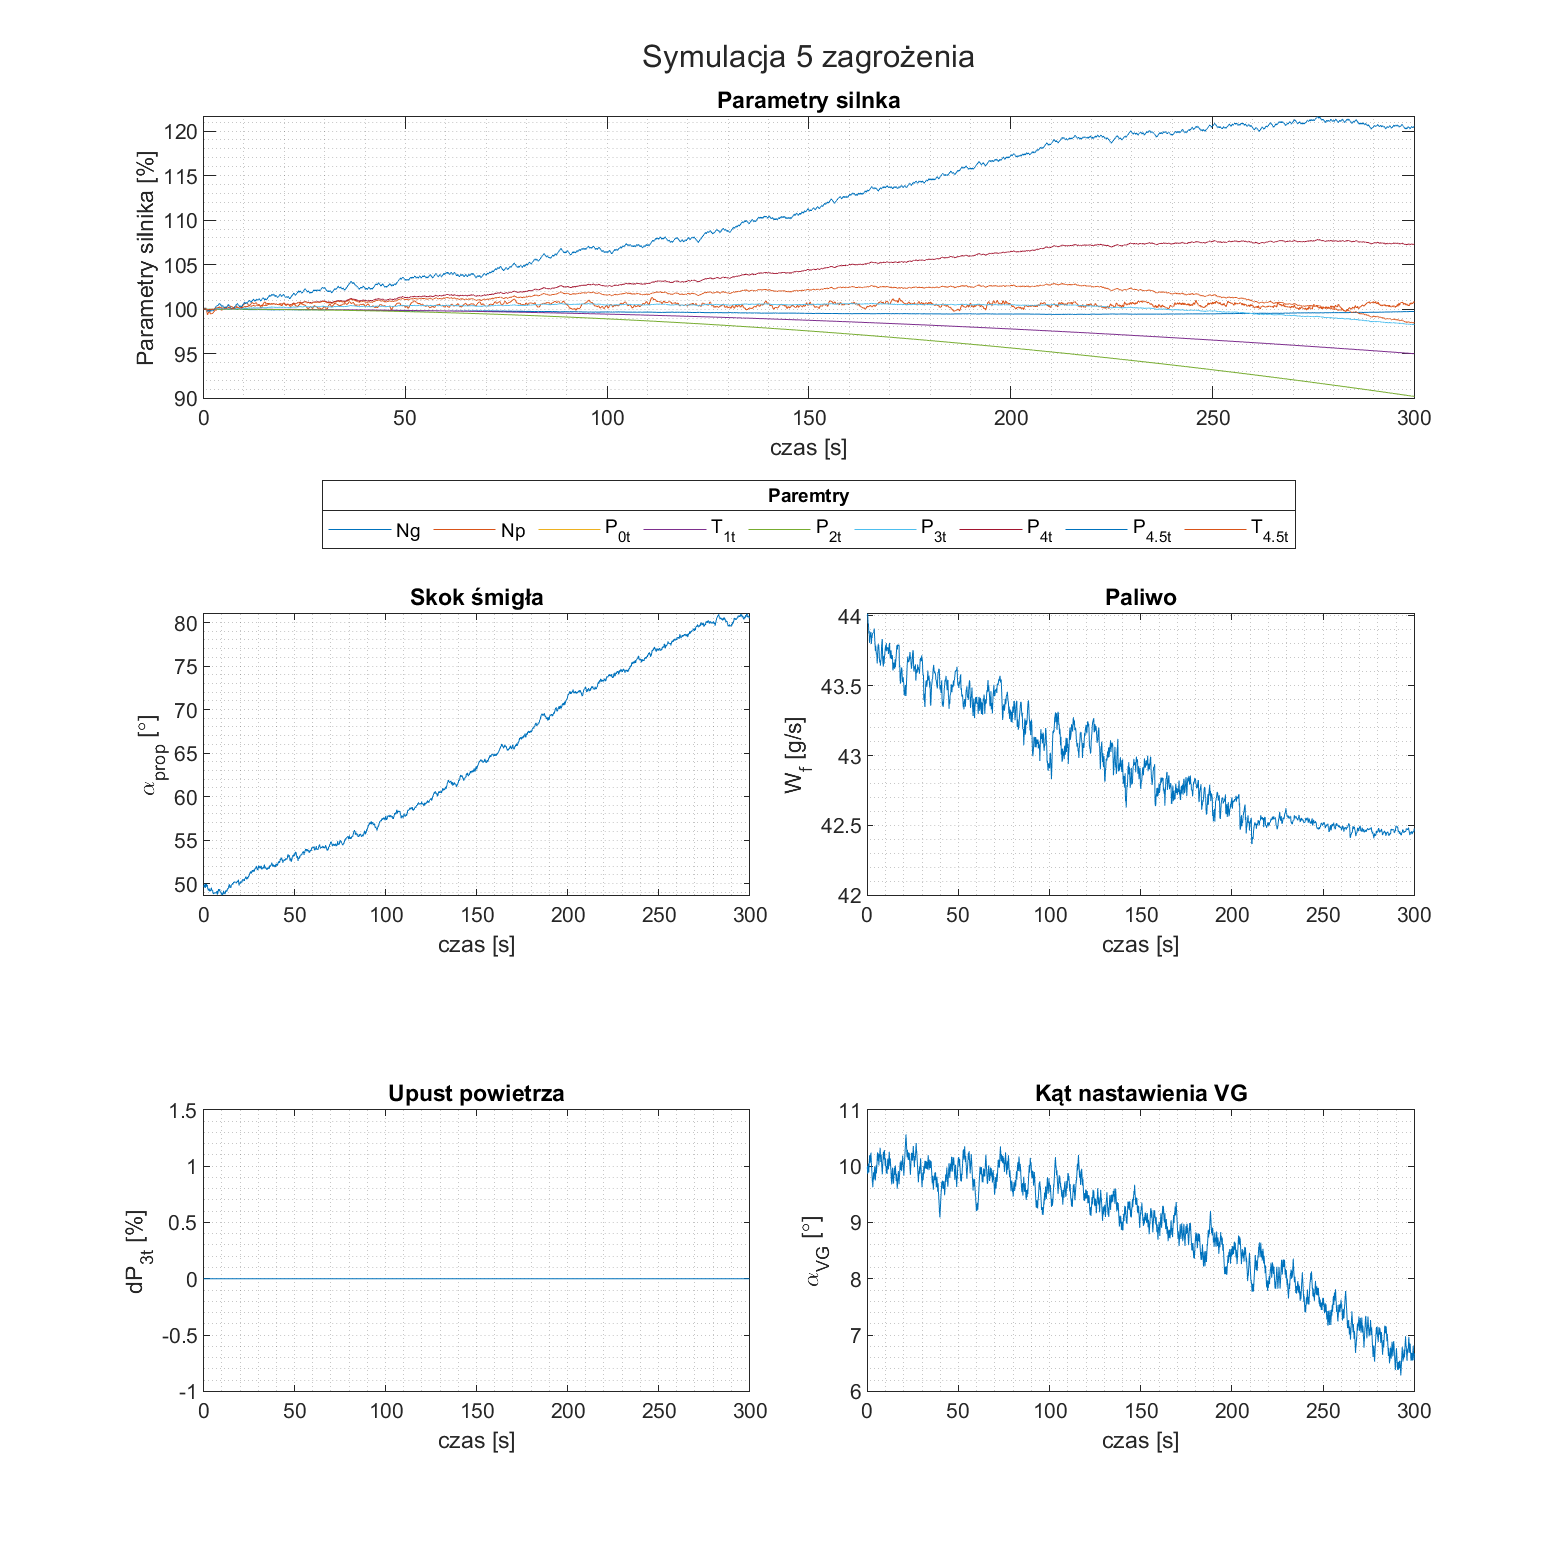 Symulacja 5 zagrożenia
Parametry silnka
Parametry silnika [%]
120
115
110
105
100
95
90
0 50 100 150 200 250 300
czas [s]
Paremtry
Ng Np P0t T1t P2t P3t P4t P4.5t T4.5t
Skok śmigła
αprop [°]
80
75
70
65
60
55
50
0 50 100 150 200 250 300
czas [s]
Paliwo
Wf [g/s]
44
43.5
43
42.5
42
0 50 100 150 200 250 300
czas [s]
Upust powietrza
dP3t [%]
1.5
1
0.5
0
-0.5
-1
0 50 100 150 200 250 300
czas [s]
Kąt nastawienia VG
αVG [°]
11
10
9
8
7
6
0 50 100 150 200 250 300
czas [s]